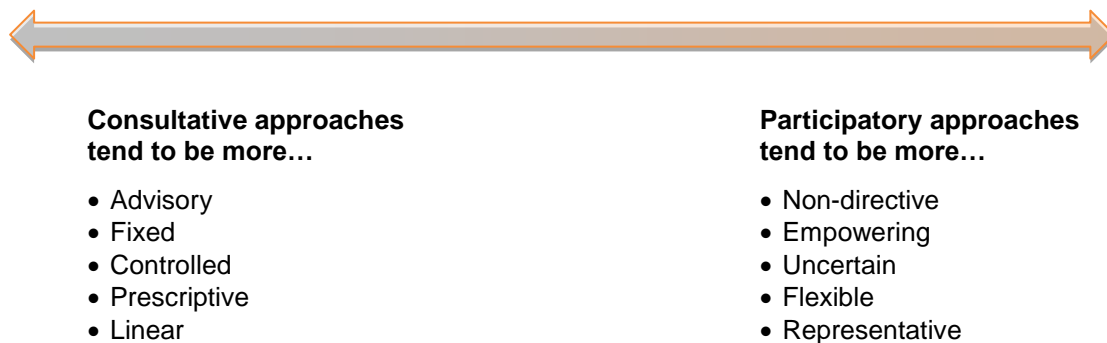 Consultative approaches
tend to be more…
• Advisory
• Fixed
• Controlled
• Prescriptive
• Linear
Participatory approaches
tend to be more…
• Non-directive
• Empowering
• Uncertain
• Flexible
• Representative